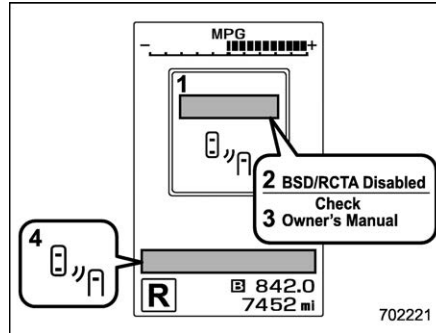 MPG
- +
1
2 BSD/RCTA Disabled
Check
3 Owner's Manual
4
R
B 842.0
7452 mi
702221